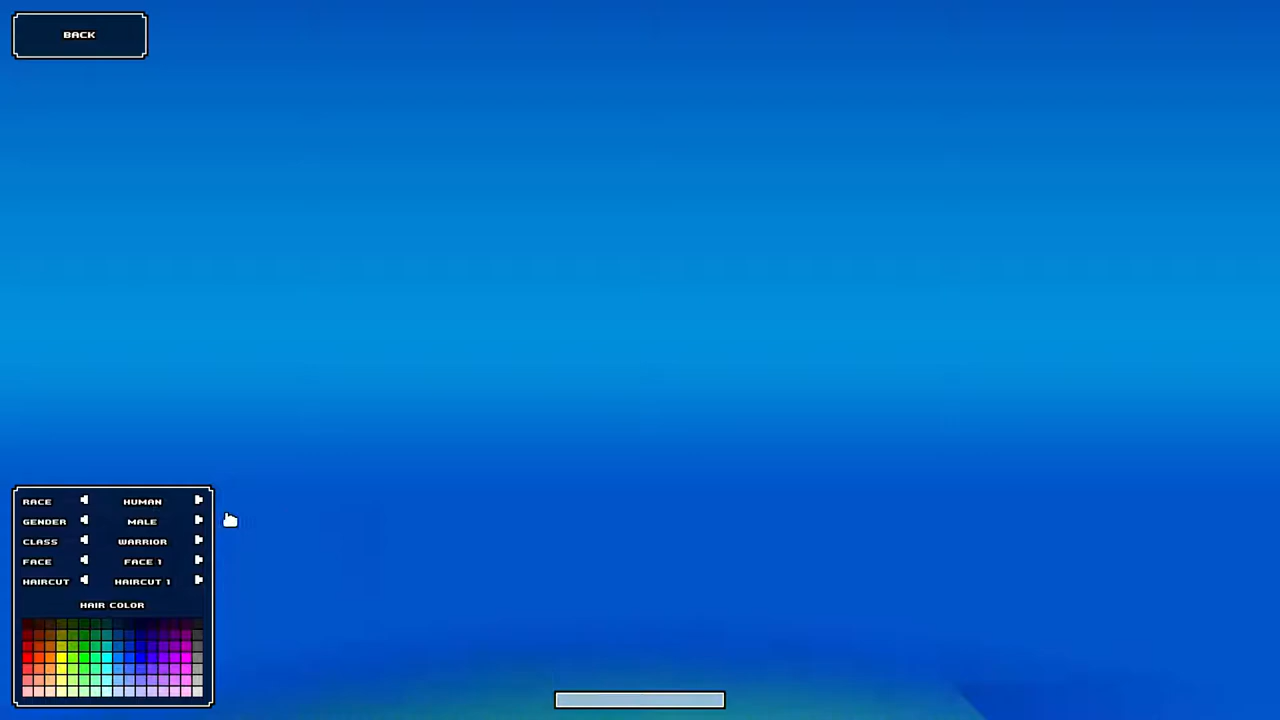 BACK
RACE HUMAN
GENDER MALE
CLASS WARRIOR
FACE FACE 1
HAIRCUT HAIRCUT 1
HAIR COLOR